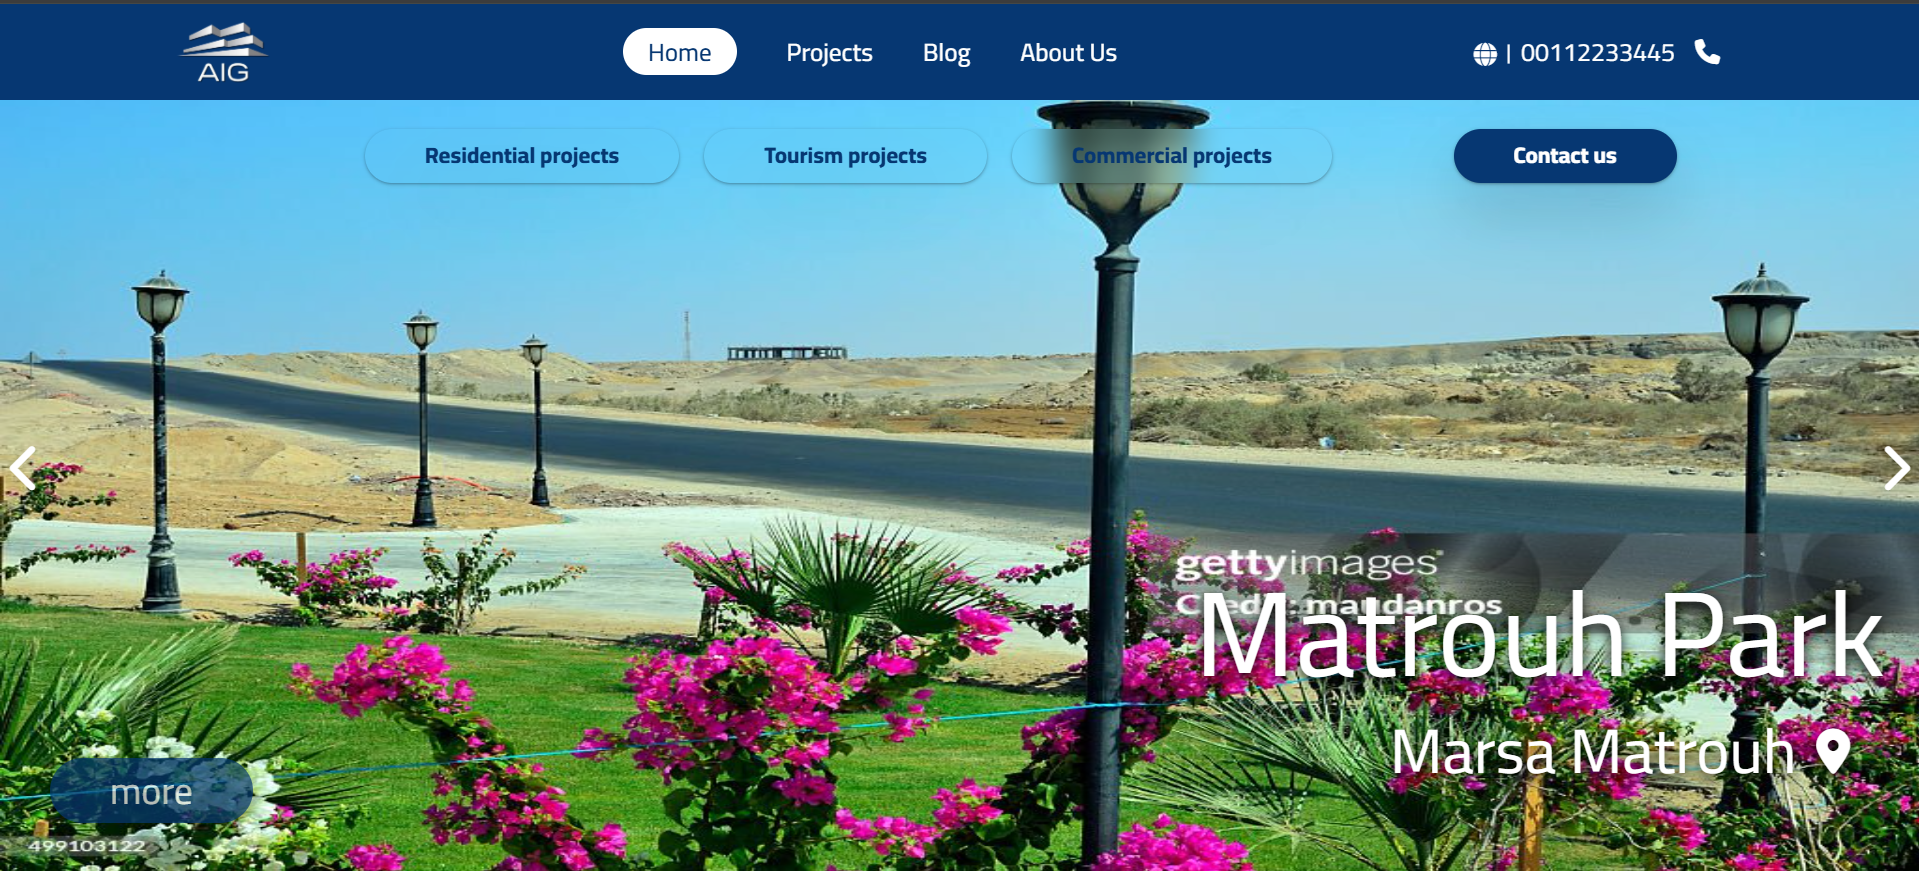 AIG
Home
Projects
Blog
About Us
| 00112233445
Residential projects
Tourism projects
Commercial projects
Contact us
gettyimages
Credit: maudanros
Matrouh Park
Marsa Matrouh
more
499103122